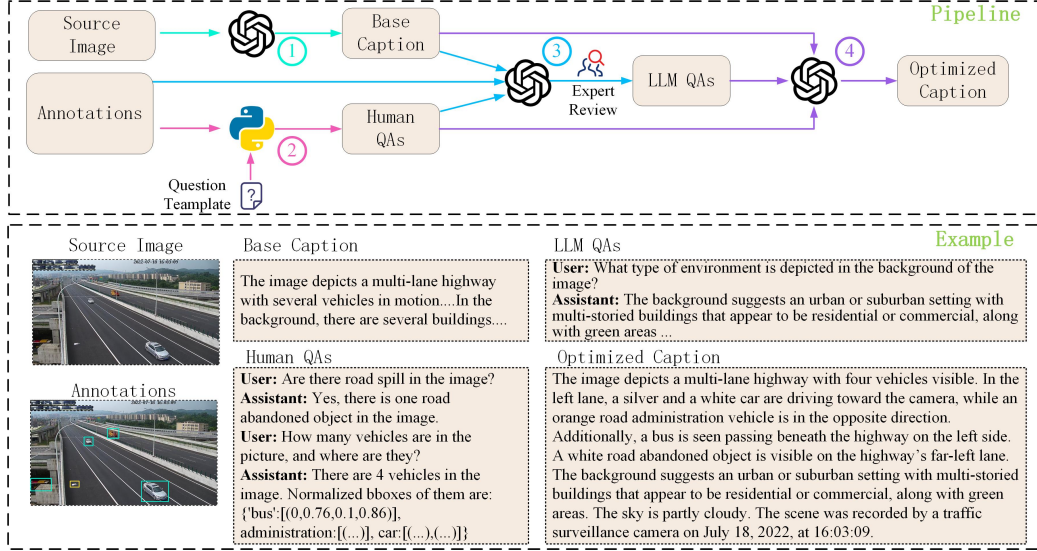 Pipeline
Source
Image
1
Base
Caption
3
Expert
Review
LLM QAs
4
Optimized
Caption
Annotations
2
Human
QAs
Question
Teamplate
?
Example
Source Image
Annotations
Base Caption
The image depicts a multi-lane highway
with several vehicles in motion....In the
background, there are several buildings....
Human QAs
User: Are there road spill in the image?
Assistant: Yes, there is one road
abandoned object in the image.
User: How many vehicles are in the
picture, and where are they?
Assistant: There are 4 vehicles in the
image. Normalized bboxes of them are:
{'bus':[(0,0.76,0.1,0.86)],
administration:[(...)], car:[(...),(...)]}
LLM QAs
User: What type of environment is depicted in the background of the
image?
Assistant: The background suggests an urban or suburban setting with
multi-storied buildings that appear to be residential or commercial, along
with green areas ...
Optimized Caption
The image depicts a multi-lane highway with four vehicles visible. In the
left lane, a silver and a white car are driving toward the camera, while an
orange road administration vehicle is in the opposite direction.
Additionally, a bus is seen passing beneath the highway on the left side.
A white road abandoned object is visible on the highway's far-left lane.
The background suggests an urban or suburban setting with multi-storied
buildings that appear to be residential or commercial, along with green
areas. The sky is partly cloudy. The scene was recorded by a traffic
surveillance camera on July 18, 2022, at 16:03:09.